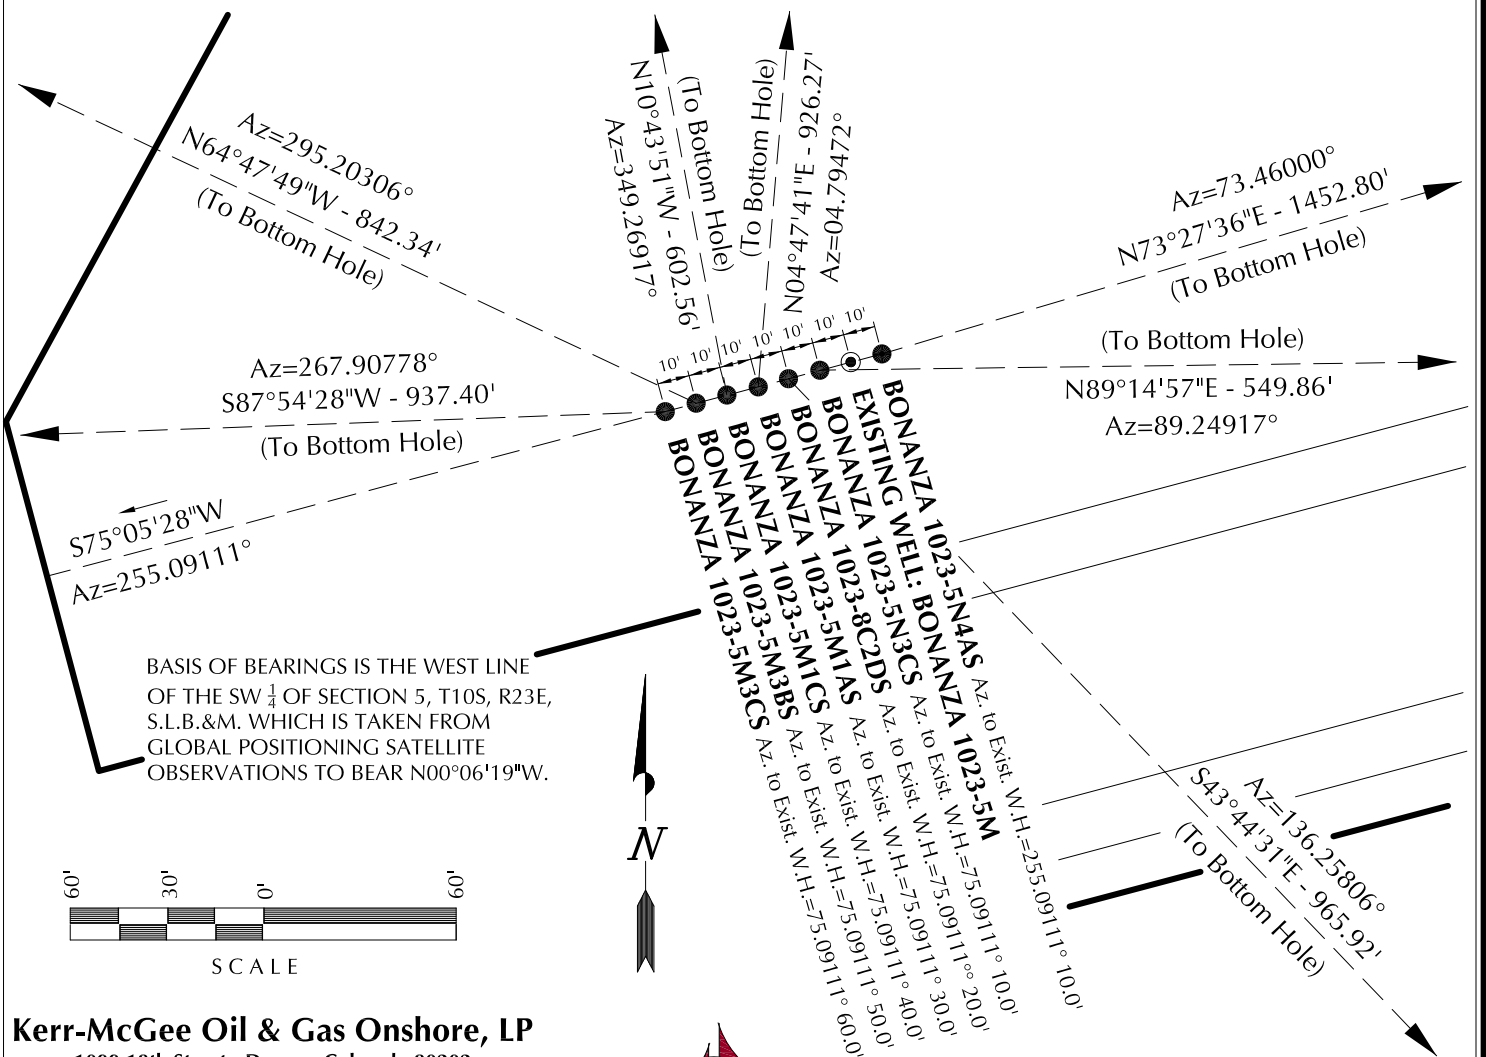 Az=295.20306°
N64°47'49"W - 842.34'
(To Bottom Hole)
N10°43'51"W - 602.56'
Az=349.26917°
(To Bottom Hole)
(To Bottom Hole)
N04°47'41"E - 926.27'
Az=04.79472°
Az=73.46000°
N73°27'36"E - 1452.80'
(To Bottom Hole)
(To Bottom Hole)
N89°14'57"E - 549.86'
Az=89.24917°
10'
10'
10'
10'
10'
10'
10'
Az=267.90778°
S87°54'28"W - 937.40'
(To Bottom Hole)
S75°05'28"W
Az=255.09111°
BONANZA 1023-5M3CS Az. to Exist. W.H.=75.09111° 60.0'
BONANZA 1023-5M3BS Az. to Exist. W.H.=75.09111° 50.0'
BONANZA 1023-5M1CS Az. to Exist. W.H.=75.09111° 40.0'
BONANZA 1023-5M1AS Az. to Exist. W.H.=75.09111° 30.0'
BONANZA 1023-8C2DS Az. to Exist. W.H.=75.09111°° 20.0'
BONANZA 1023-5N3CS Az. to Exist. W.H.=75.09111° 10.0'
EXISTING WELL: BONANZA 1023-5M
BONANZA 1023-5N4AS Az. to Exist. W.H.=255.09111° 10.0'
BASIS OF BEARINGS IS THE WEST LINE
OF THE SW 1/4 OF SECTION 5, T10S, R23E,
S.L.B.&M. WHICH IS TAKEN FROM
GLOBAL POSITIONING SATELLITE
OBSERVATIONS TO BEAR N00°06'19"W.
Az=136.25806°
S43°44'31"E - 965.92'
(To Bottom Hole)
N
60'
30'
0'
60'
SCALE
Kerr-McGee Oil & Gas Onshore, LP
1099 18th Street - Denver, Colorado 80202